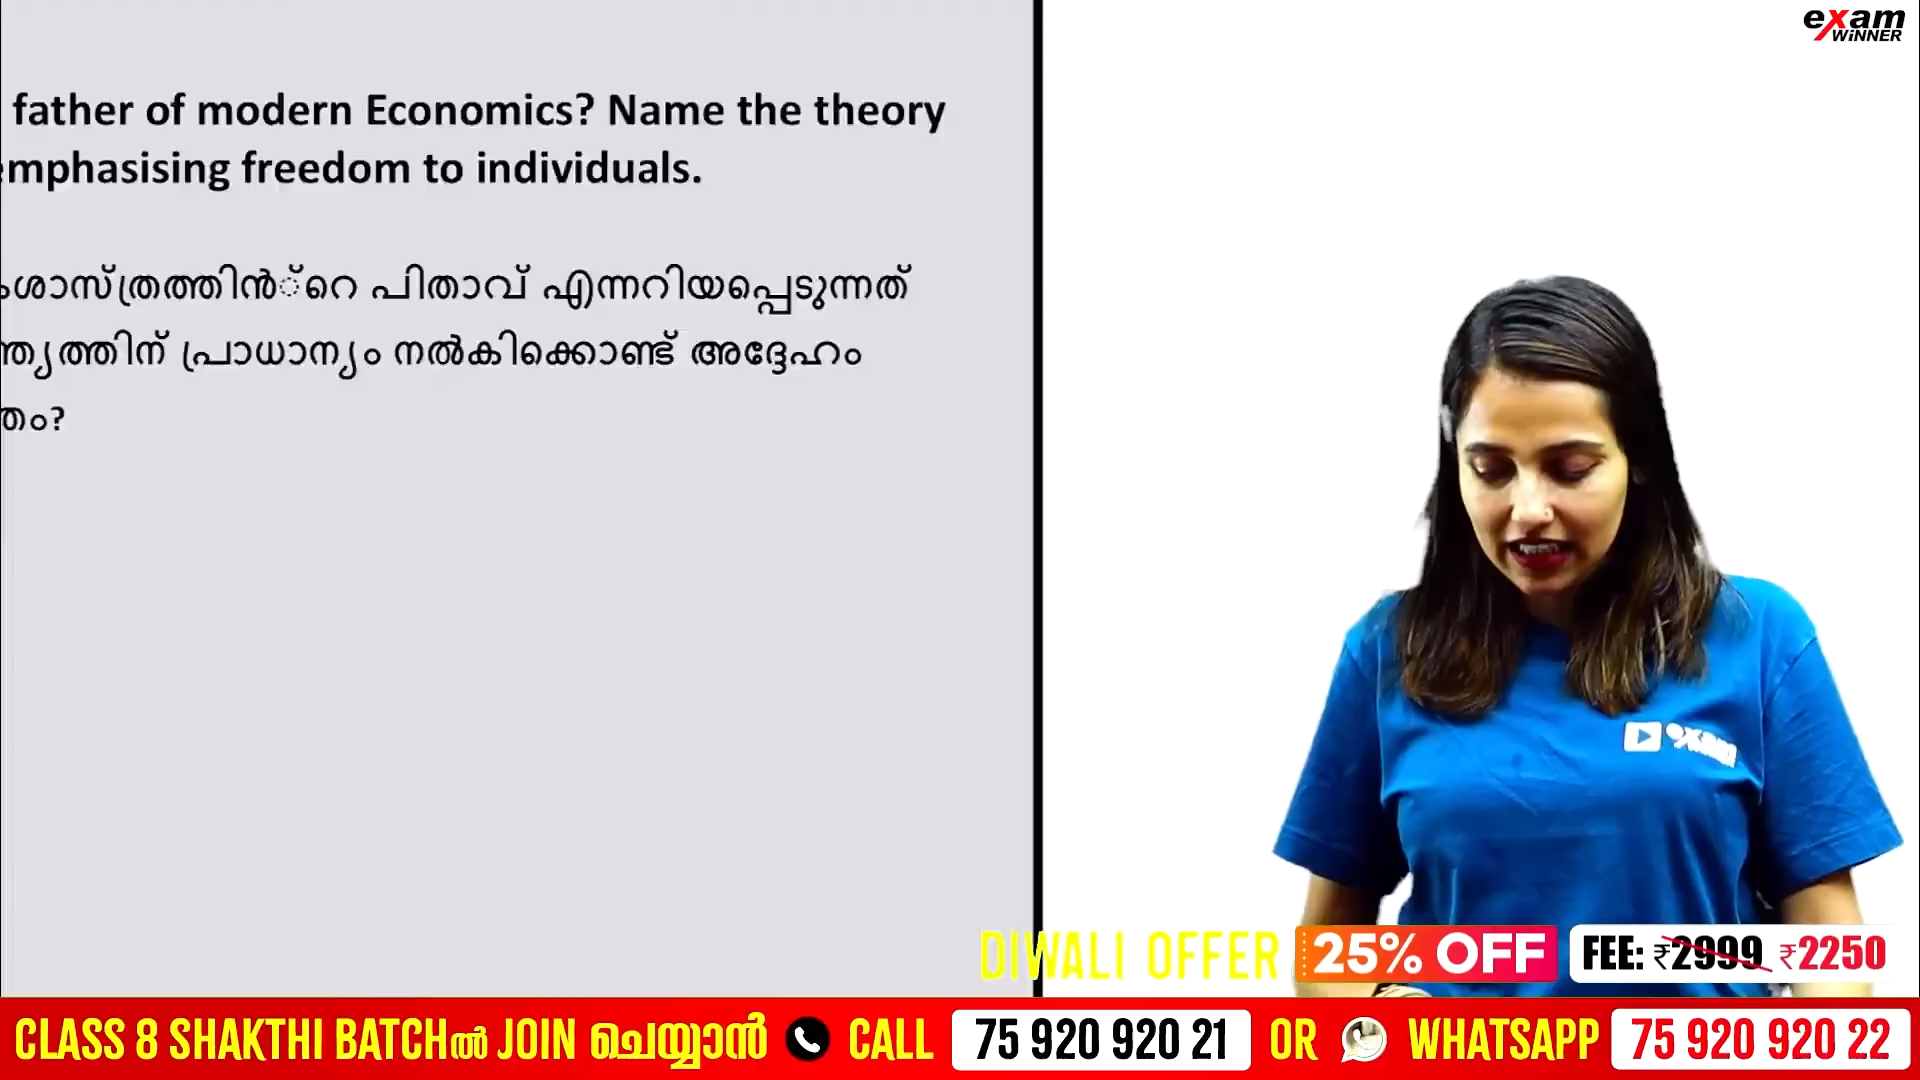 exam
WiNNER
father of modern Economics? Name the theory
emphasising freedom to individuals.
ംശാസ്ത്രത്തിൻ്റെ പിതാവ് എന്നറിയപ്പെടുന്നത്
ന്ത്ര്യത്തിന് പ്രാധാന്യം നൽകിക്കൊണ്ട് അദ്ദേഹം
തം?
exam
DIWALI OFFER 25% OFF FEE: ₹2999 ₹2250
CLASS 8 SHAKTHI BATCHൽ JOIN ചെയ്യാൻ CALL 75 920 920 21 OR WHATSAPP 75 920 920 22